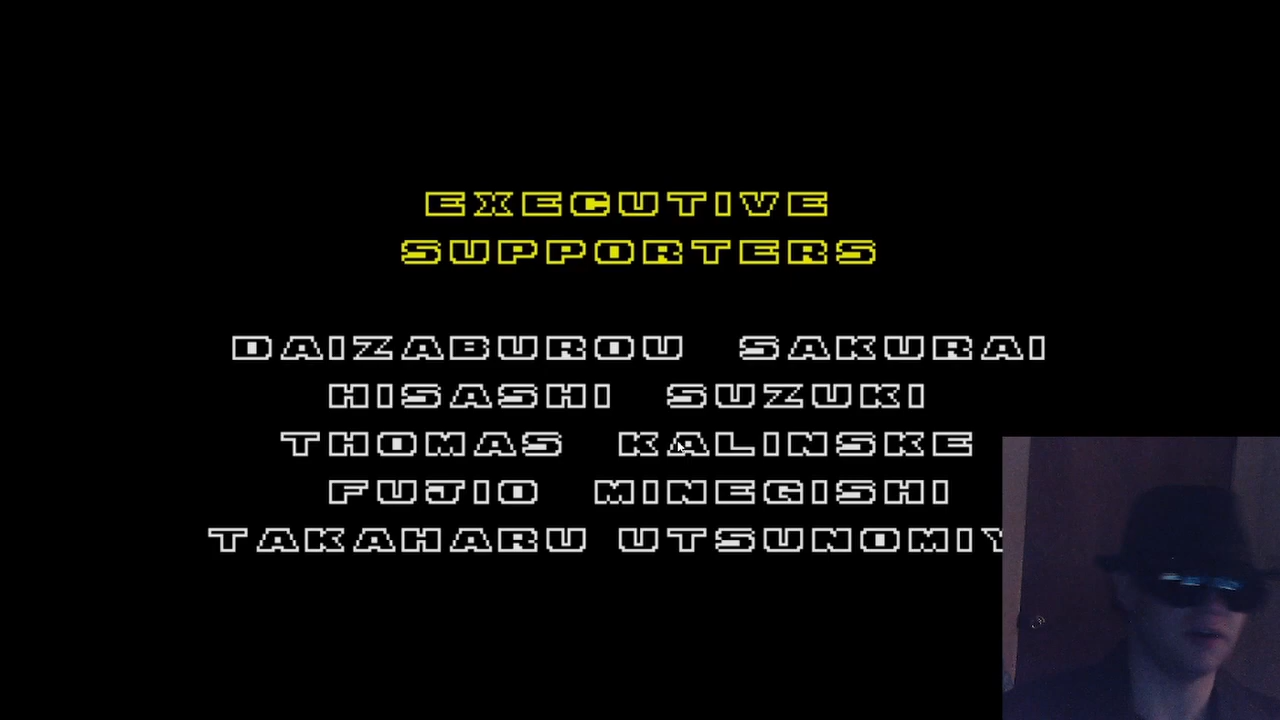 EXECUTIVE
SUPPORTERS
DAIZABUROU SAKURAI
HISASHI SUZUKI
THOMAS KALINSKE
FUJIO MINEGISHI
TAKAHARU UTSUNOMIY